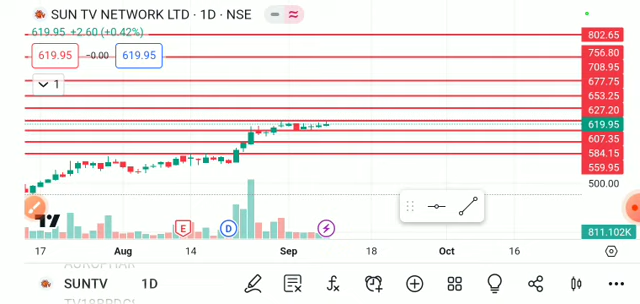 SUN TV NETWORK LTD · 1D · NSE
619.95 +2.60 (+0.42%)
619.95 −0.00 619.95
1
802.65
756.80
708.95
677.75
653.25
627.20
619.95
607.35
584.15
559.95
500.00
811.102K
E D
17 Aug 14 Sep 18 Oct 16
SUNTV 1D